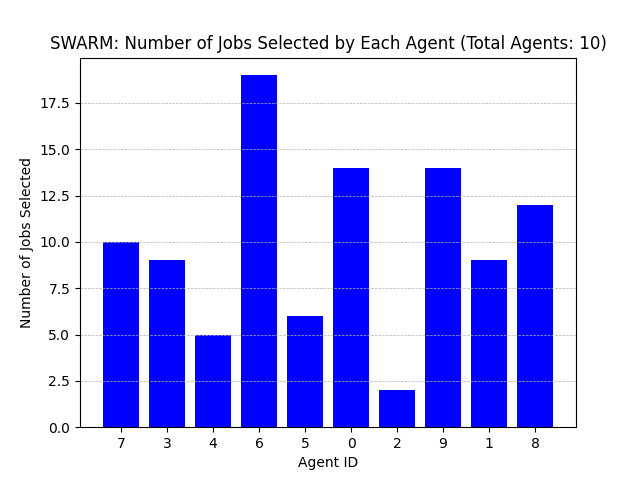 SWARM: Number of Jobs Selected by Each Agent (Total Agents: 10)
Number of Jobs Selected
17.5
15.0
12.5
10.0
7.5
5.0
2.5
0.0
7 3 4 6 5 0 2 9 1 8
Agent ID